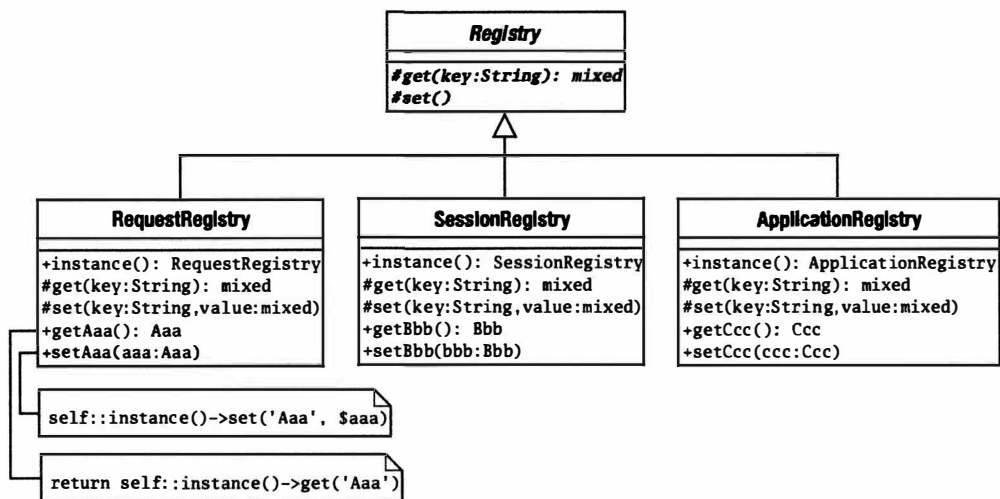 Registry
#get(key:String): mixed
#set()
RequestRegistry
+instance(): RequestRegistry
#get(key:String): mixed
#set(key:String,value:mixed)
+getAaa(): Aaa
+setAaa(aaa:Aaa)
SessionRegistry
+instance(): SessionRegistry
#get(key:String): mixed
#set(key:String,value:mixed)
+getBbb(): Bbb
+setBbb(bbb:Bbb)
ApplicationRegistry
+instance(): ApplicationRegistry
#get(key:String): mixed
#set(key:String,value:mixed)
+getCcc(): Ccc
+setCcc(ccc:Ccc)
self::instance()->set('Aaa', $aaa)
return self::instance()->get('Aaa')